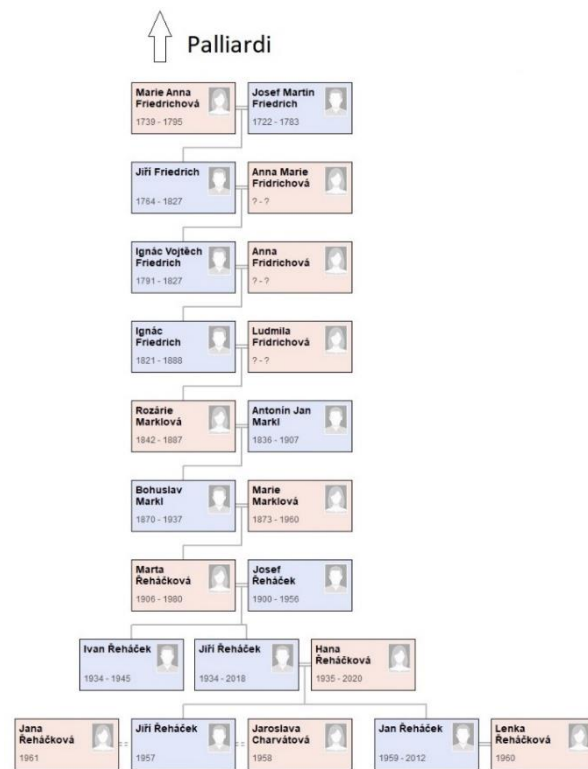 Palliardi
Marie Anna
Friedrichová
1739 - 1795
Josef Martin
Friedrich
1722 - 1783
Jiří Friedrich
1764 - 1827
Anna Marie
Fridrichová
? - ?
Ignác Vojtěch
Friedrich
1791 - 1827
Anna
Fridrichová
? - ?
Ignác
Friedrich
1821 - 1888
Ludmila
Fridrichová
? - ?
Rozárie
Marklová
1842 - 1887
Antonín Jan
Markl
1836 - 1907
Bohuslav
Markl
1870 - 1937
Marie
Marklová
1873 - 1960
Marta
Řeháčková
1906 - 1980
Josef
Řeháček
1900 - 1956
Ivan Řeháček
1934 - 1945
Jiří Řeháček
1934 - 2018
Hana
Řeháčková
1935 - 2020
Jana
Řeháčková
1961
Jiří Řeháček
1957
Jaroslava
Charvátová
1958
Jan Řeháček
1959 - 2012
Lenka
Řeháčková
1960